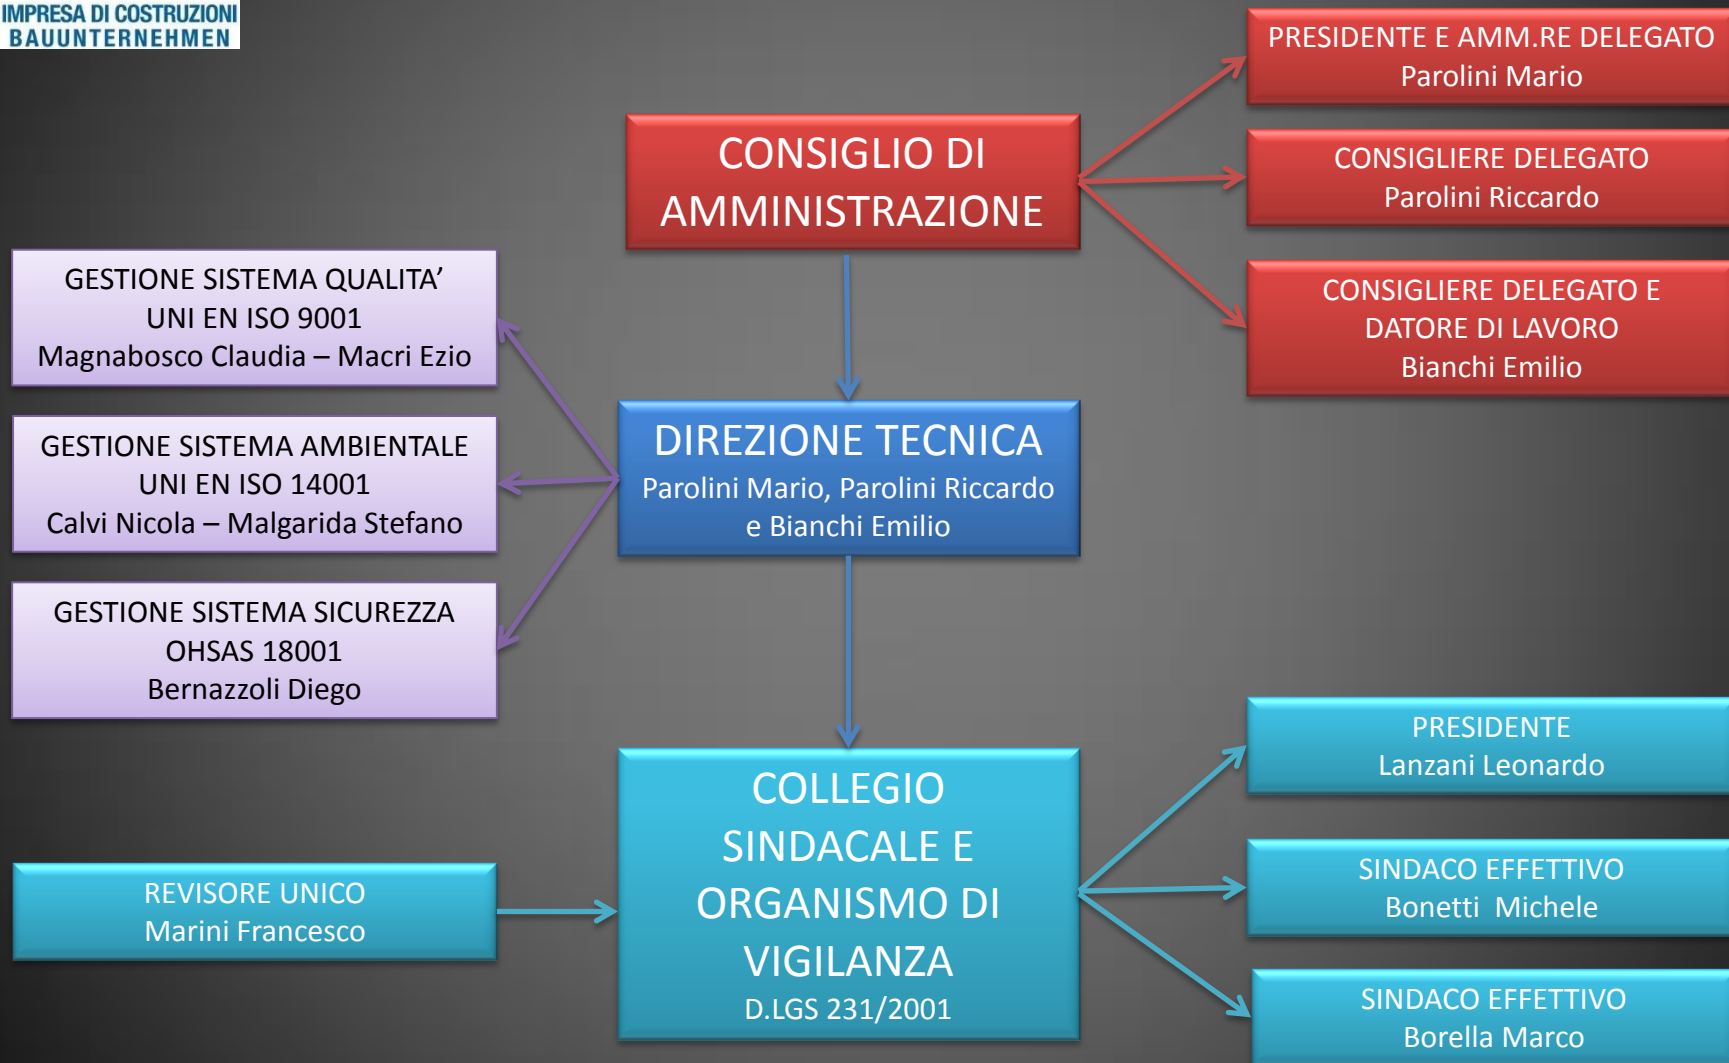 IMPRESA DI COSTRUZIONI
BAUUNTERNEHMEN
PRESIDENTE E AMM.RE DELEGATO
Parolini Mario
CONSIGLIO DI
AMMINISTRAZIONE
CONSIGLIERE DELEGATO
Parolini Riccardo
CONSIGLIERE DELEGATO E
DATORE DI LAVORO
Bianchi Emilio
GESTIONE SISTEMA QUALITA’
UNI EN ISO 9001
Magnabosco Claudia – Macri Ezio
DIREZIONE TECNICA
Parolini Mario, Parolini Riccardo
e Bianchi Emilio
GESTIONE SISTEMA AMBIENTALE
UNI EN ISO 14001
Calvi Nicola – Malgarida Stefano
GESTIONE SISTEMA SICUREZZA
OHSAS 18001
Bernazzoli Diego
COLLEGIO
SINDACALE E
ORGANISMO DI
VIGILANZA
D.LGS 231/2001
PRESIDENTE
Lanzani Leonardo
SINDACO EFFETTIVO
Bonetti  Michele
SINDACO EFFETTIVO
Borella Marco
REVISORE UNICO
Marini Francesco